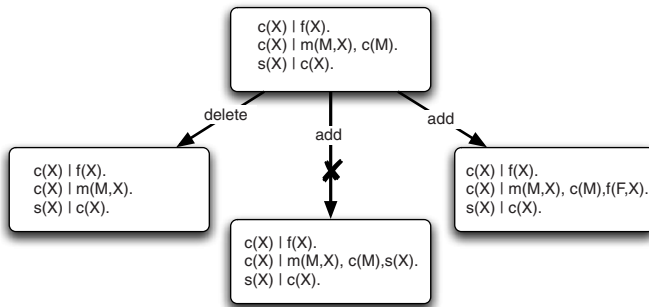 c(X) | f(X).
c(X) | m(M,X), c(M).
s(X) | c(X).
delete
add
add
c(X) | f(X).
c(X) | m(M,X).
s(X) | c(X).
c(X) | f(X).
c(X) | m(M,X), c(M),s(X).
s(X) | c(X).
c(X) | f(X).
c(X) | m(M,X), c(M),f(F,X).
s(X) | c(X).